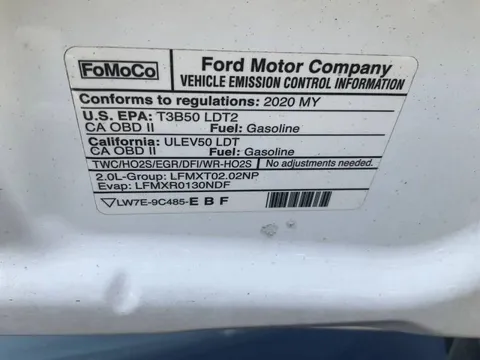 FoMoCo
Ford Motor Company
VEHICLE EMISSION CONTROL INFORMATION
Conforms to regulations: 2020 MY
U.S. EPA: T3B50 LDT2
CA OBD II Fuel: Gasoline
California: ULEV50 LDT
CA OBD II Fuel: Gasoline
TWC/HO2S/EGR/DFI/WR-HO2S No adjustments needed.
2.0L-Group: LFMXT02.02NP
Evap: LFMXR0130NDF
LW7E-9C485-E B F